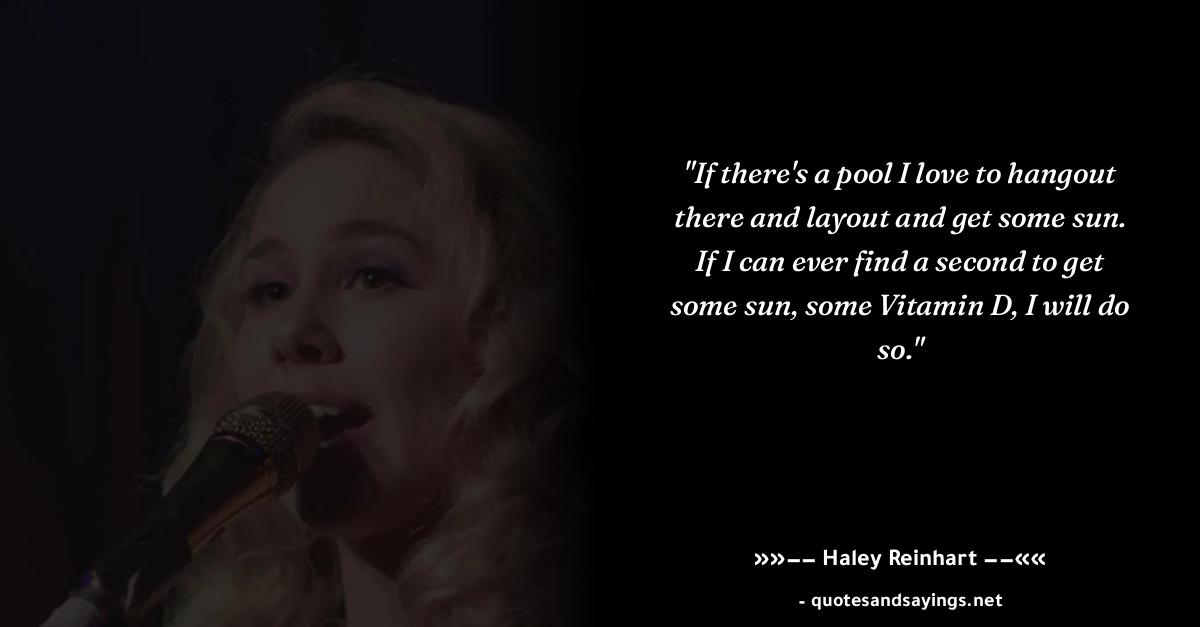 "If there's a pool I love to hangout
there and layout and get some sun.
If I can ever find a second to get
some sun, some Vitamin D, I will do
so."
»»−− Haley Reinhart −−««
- quotesandsayings.net